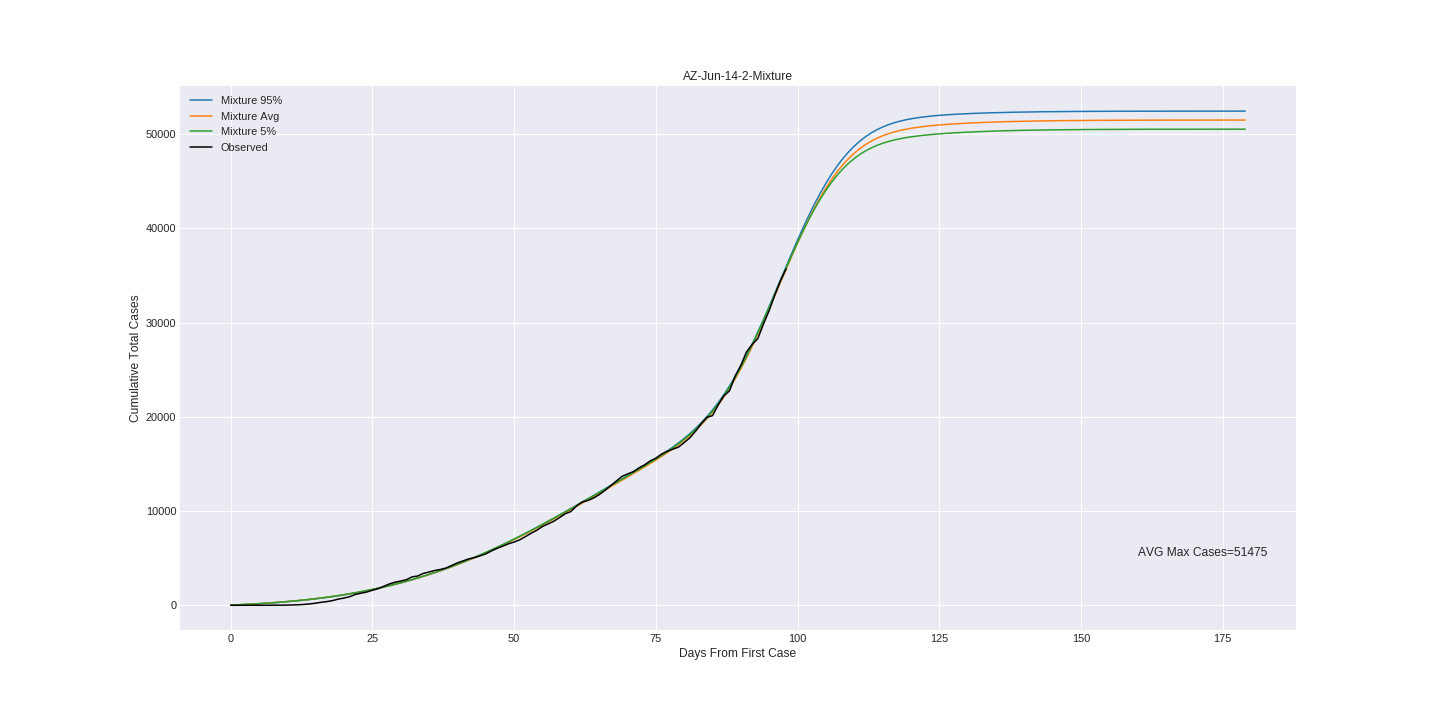 AZ-Jun-14-2-Mixture
Mixture 95%
Mixture Avg
Mixture 5%
Observed
50000
40000
30000
20000
10000
0
Cumulative Total Cases
AVG Max Cases=51475
0 25 50 75 100 125 150 175
Days From First Case